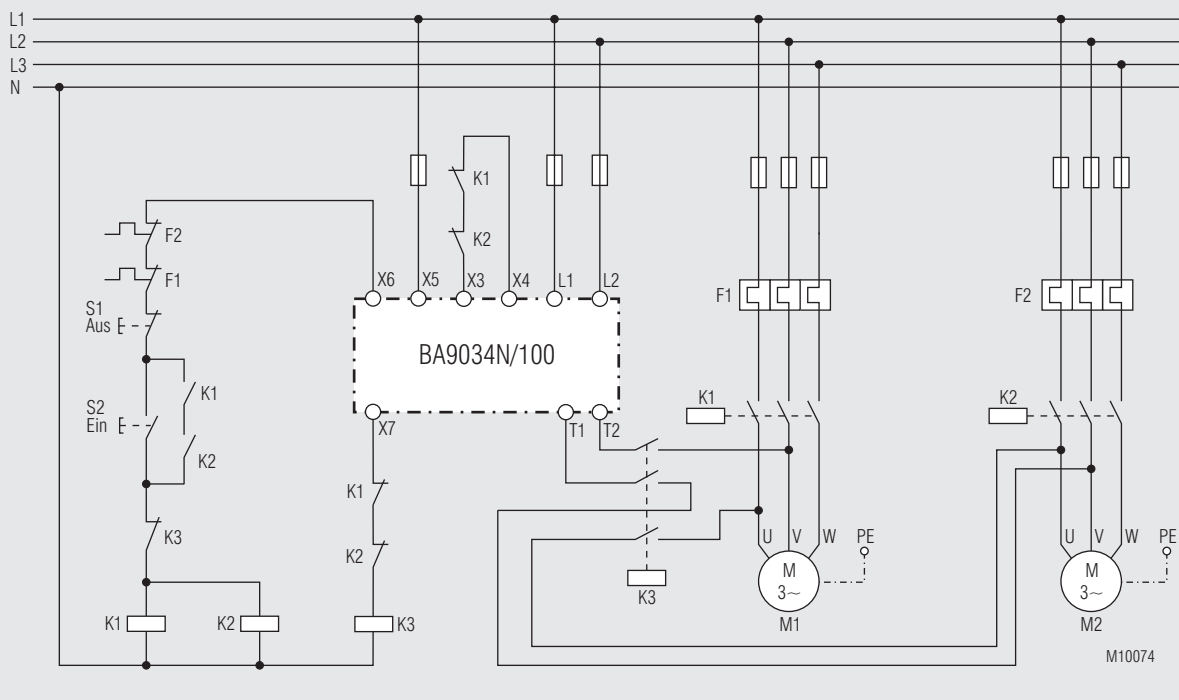 L1
L2
L3
N
K1
K2
F2
F1
S1
Aus
X6
X5
X3
X4
L1
L2
F1
F2
BA9034N/100
K1
S2
Ein
K2
X7
T1
T2
K1
K2
K3
K1
K2
K3
U
V
W
PE
U
V
W
PE
M
3~
M
3~
K1
K2
K3
M1
M2
M10074